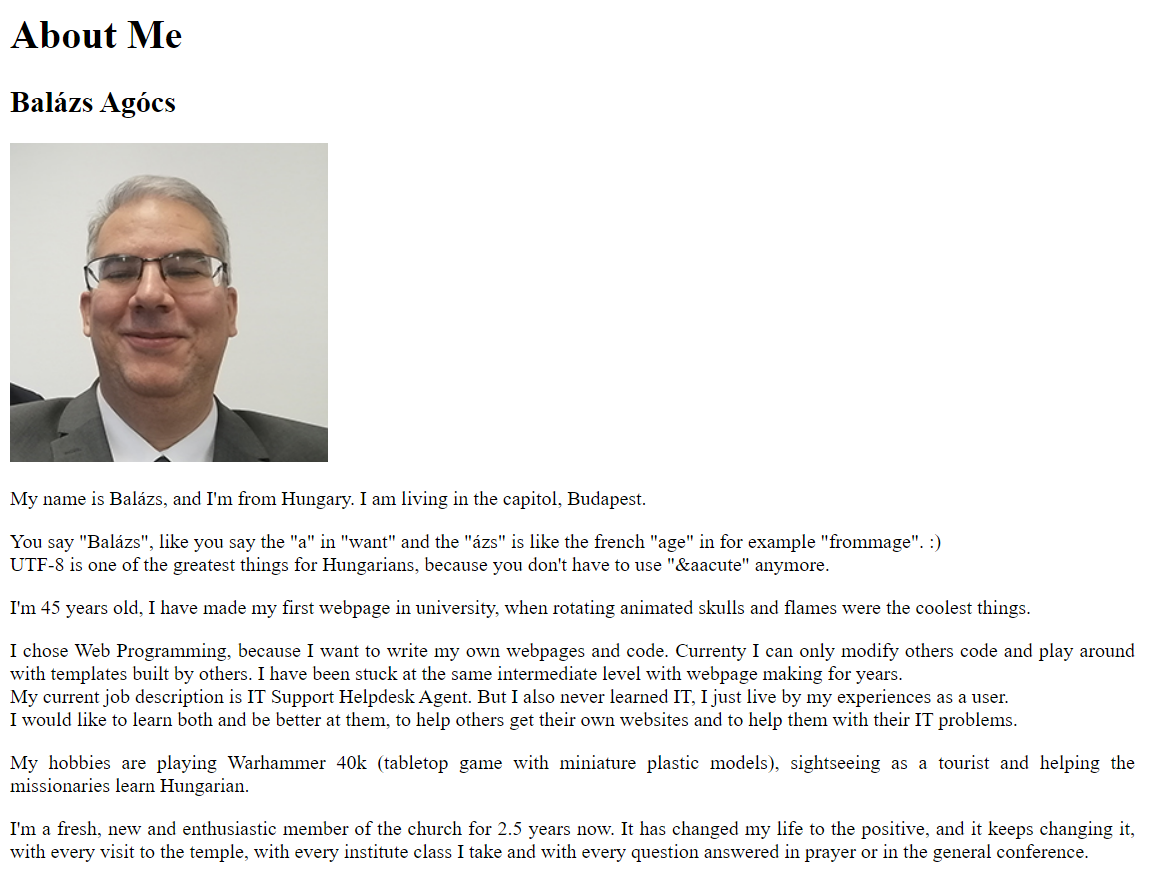 About Me
Balázs Agócs
My name is Balázs, and I'm from Hungary. I am living in the capitol, Budapest.
You say "Balázs", like you say the "a" in "want" and the "ázs" is like the french "age" in for example "frommage". :)
UTF-8 is one of the greatest things for Hungarians, because you don't have to use "&aacute" anymore.
I'm 45 years old, I have made my first webpage in university, when rotating animated skulls and flames were the coolest things.
I chose Web Programming, because I want to write my own webpages and code. Currenty I can only modify others code and play around
with templates built by others. I have been stuck at the same intermediate level with webpage making for years.
My current job description is IT Support Helpdesk Agent. But I also never learned IT, I just live by my experiences as a user.
I would like to learn both and be better at them, to help others get their own websites and to help them with their IT problems.
My hobbies are playing Warhammer 40k (tabletop game with miniature plastic models), sightseeing as a tourist and helping the
missionaries learn Hungarian.
I'm a fresh, new and enthusiastic member of the church for 2.5 years now. It has changed my life to the positive, and it keeps changing it,
with every visit to the temple, with every institute class I take and with every question answered in prayer or in the general conference.